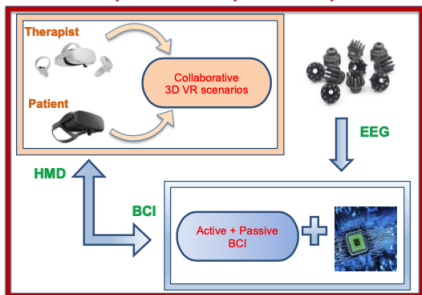 Therapist
Collaborative
3D VR scenarios
Patient
EEG
HMD
BCI
Active + Passive
BCI